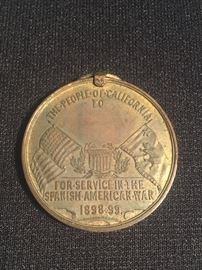 THE·PEOPLE·OF·CALIFORNIA
TO
FOR·SERVICE·IN·THE
SPANISH·AMERICAN·WAR·
1898-99.